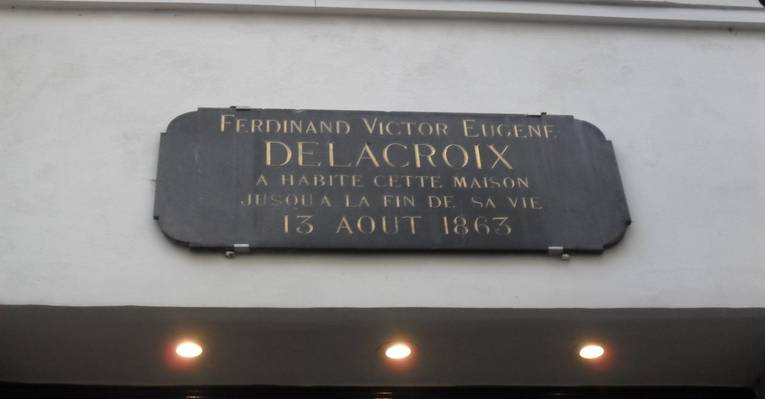 FERDINAND VICTOR EUGENE
DELACROIX
A HABITE CETTE MAISON
JUSQU'A LA FIN DE SA VIE
13 AOUT 1863